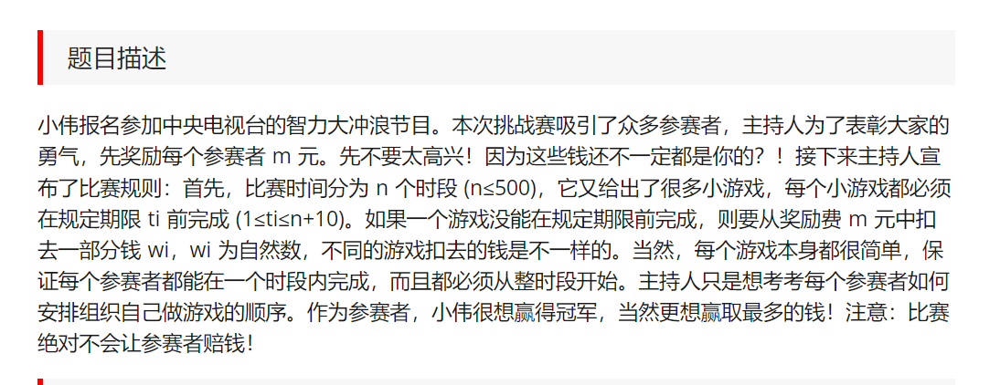 题目描述
小伟报名参加中央电视台的智力大冲浪节目。本次挑战赛吸引了众多参赛者，主持人为了表彰大家的
勇气，先奖励每个参赛者 m 元。先不要太高兴！因为这些钱还不一定都是你的？！接下来主持人宣
布了比赛规则：首先，比赛时间分为 n 个时段 (n≤500)，它又给出了很多小游戏，每个小游戏都必须
在规定期限 ti 前完成 (1≤ti≤n+10)。如果一个游戏没能在规定期限前完成，则要从奖励费 m 元中扣
去一部分钱 wi，wi 为自然数，不同的游戏扣去的钱是不一样的。当然，每个游戏本身都很简单，保
证每个参赛者都能在一个时段内完成，而且都必须从整时段开始。主持人只是想考考每个参赛者如何
安排组织自己做游戏的顺序。作为参赛者，小伟很想赢得冠军，当然更想赢取最多的钱！注意：比赛
绝对不会让参赛者赔钱！